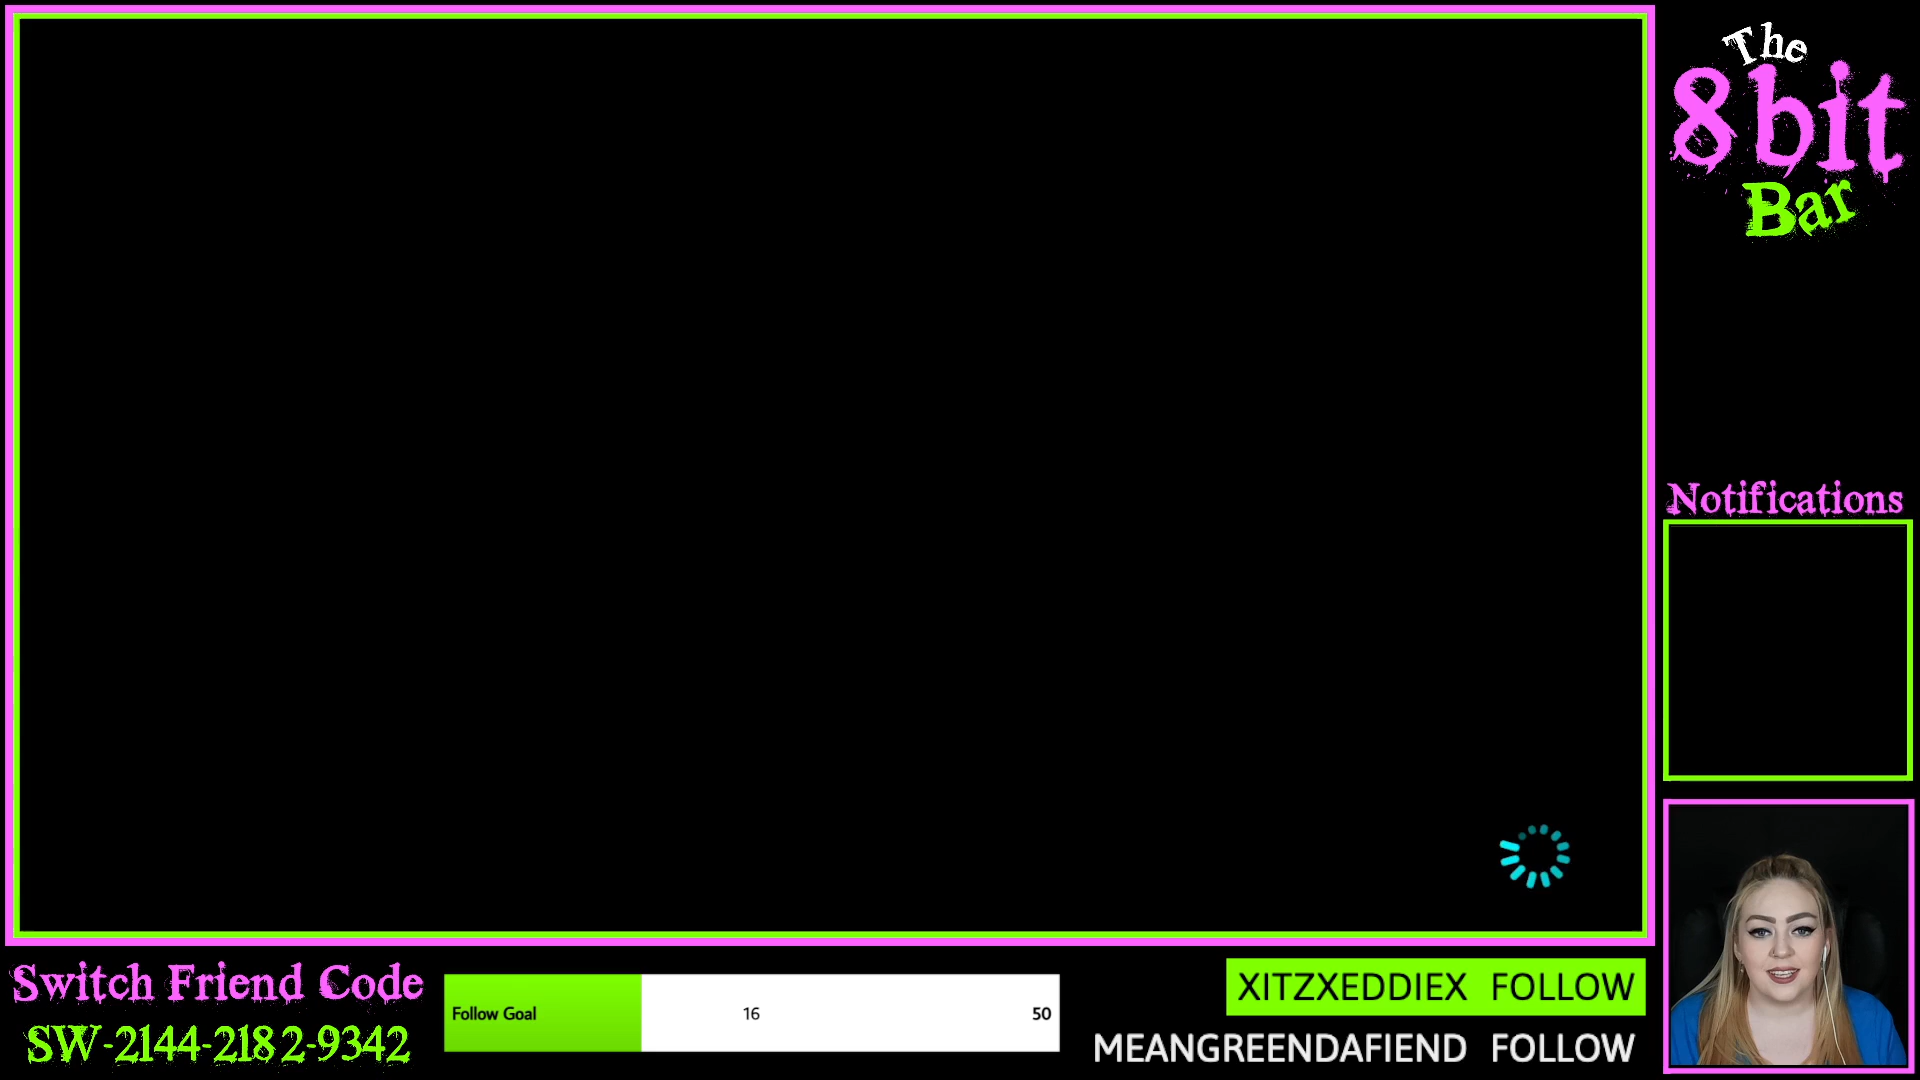 The
8bit
Bar
Notifications
Switch Friend Code
SW-2144-2182-9342
Follow Goal 16 50
XITZXEDDIEX FOLLOW
MEANGREENDAFIEND FOLLOW